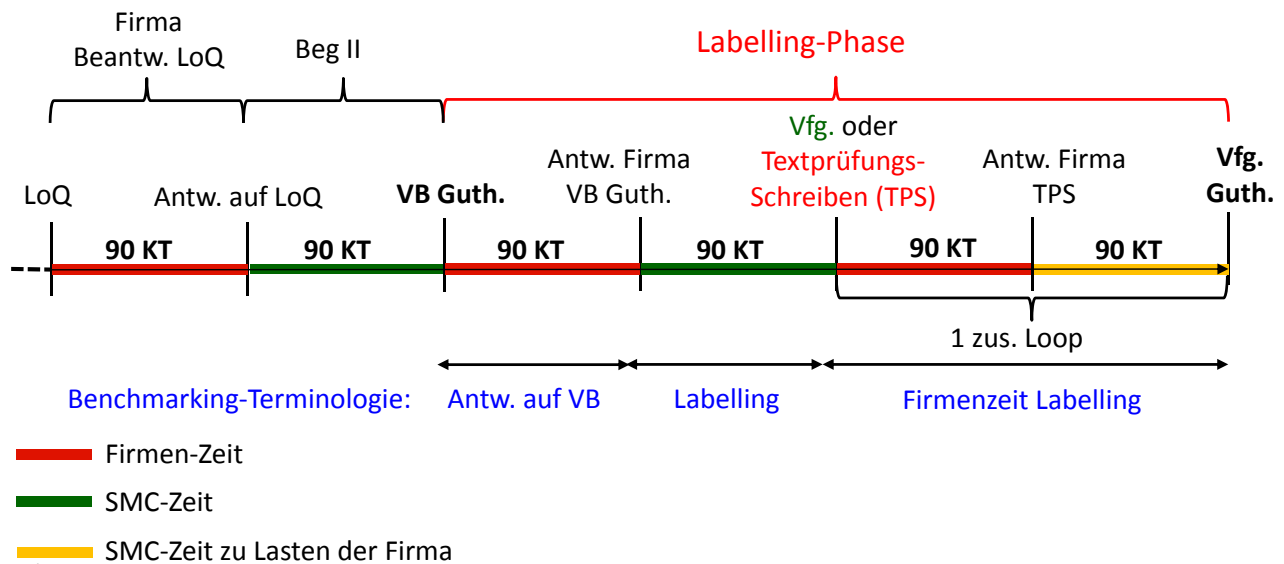 Firma
Beantw. LoQ
Beg II
Labelling-Phase
LoQ
Antw. auf LoQ
VB Guth.
Antw. Firma
VB Guth.
Vfg. oder
Textprüfungs-
Schreiben (TPS)
Antw. Firma
TPS
Vfg.
Guth.
90 KT
90 KT
90 KT
90 KT
90 KT
90 KT
1 zus. Loop
Benchmarking-Terminologie:
Antw. auf VB
Labelling
Firmenzeit Labelling
Firmen-Zeit
SMC-Zeit
SMC-Zeit zu Lasten der Firma